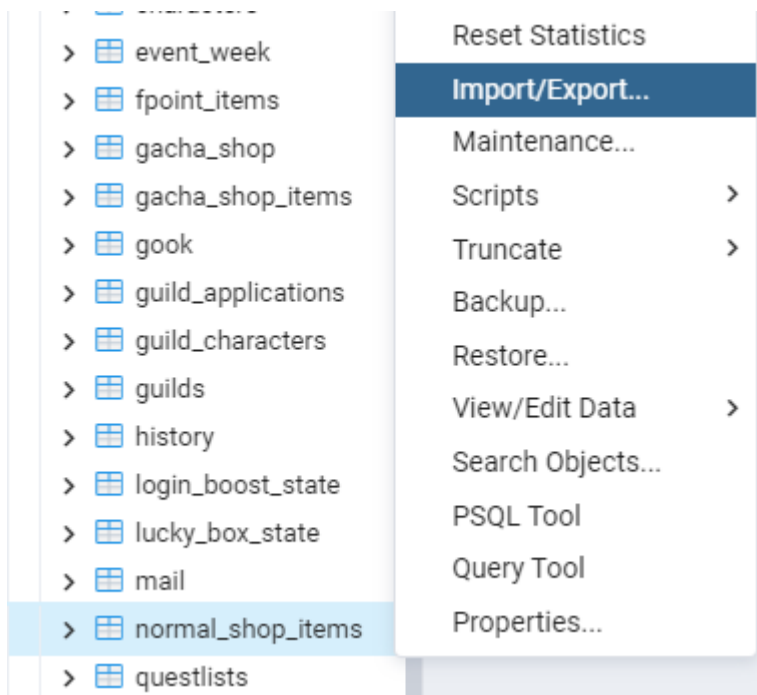 event_week
fpoint_items
gacha_shop
gacha_shop_items
gook
guild_applications
guild_characters
guilds
history
login_boost_state
lucky_box_state
mail
normal_shop_items
questlists
Reset Statistics
Import/Export...
Maintenance...
Scripts
Truncate
Backup...
Restore...
View/Edit Data
Search Objects...
PSQL Tool
Query Tool
Properties...